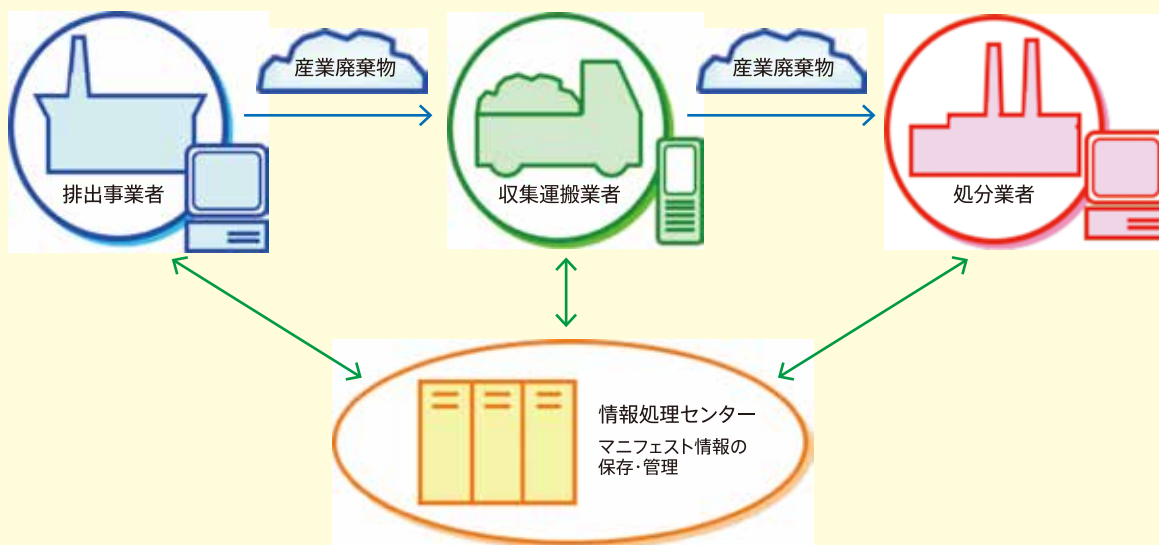 産業廃棄物
産業廃棄物
排出事業者
収集運搬業者
処分業者
情報処理センター
マニフェスト情報の
保存・管理